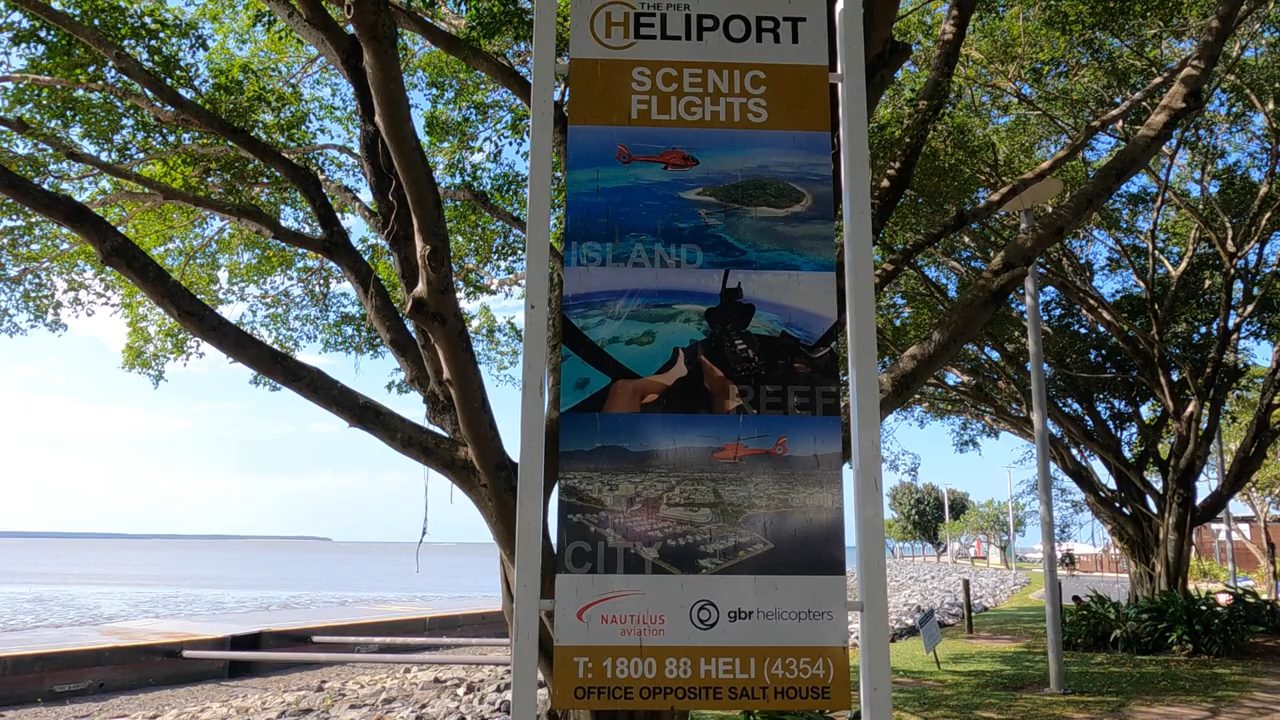 THE PIER
HELIPORT
SCENIC
FLIGHTS
ISLAND
REEF
CITY
NAUTILUS
aviation
gbr helicopters
T: 1800 88 HELI (4354)
OFFICE OPPOSITE SALT HOUSE